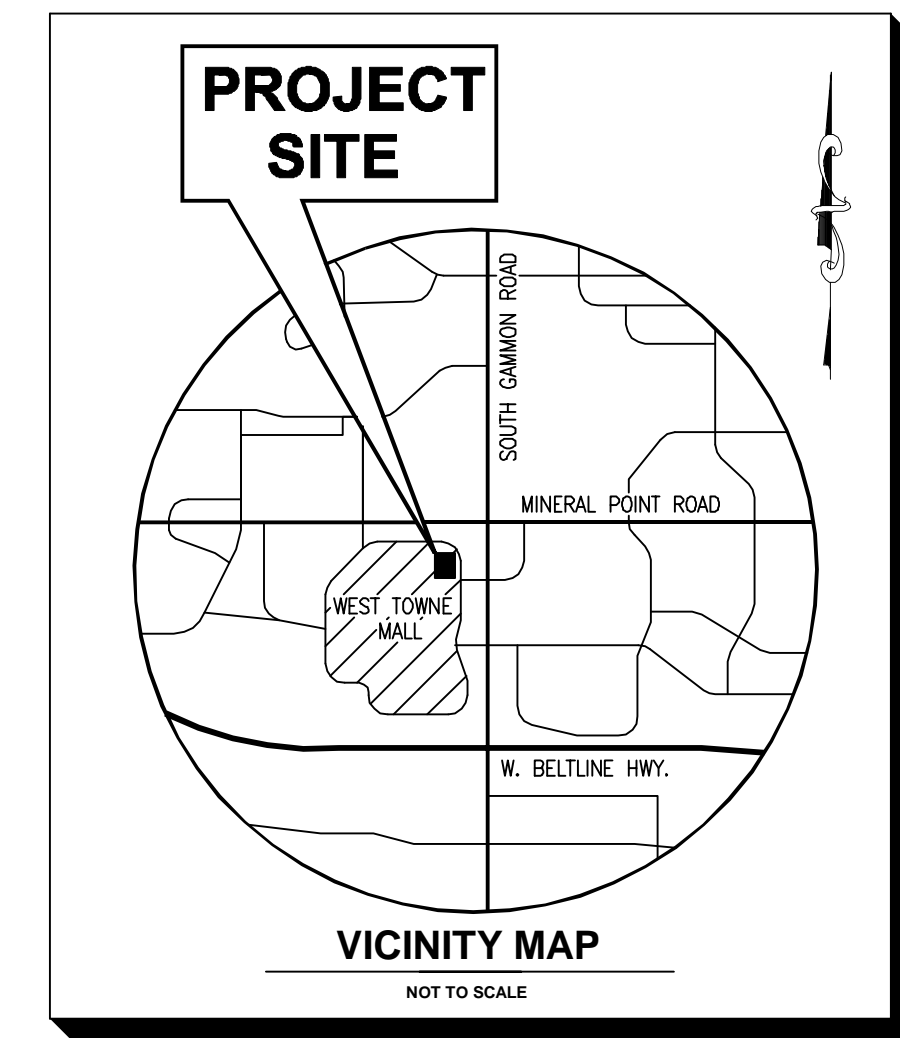 PROJECT
SITE
SOUTH GAMMON ROAD
MINERAL POINT ROAD
WEST TOWNE
MALL
W. BELTLINE HWY.
VICINITY MAP
NOT TO SCALE